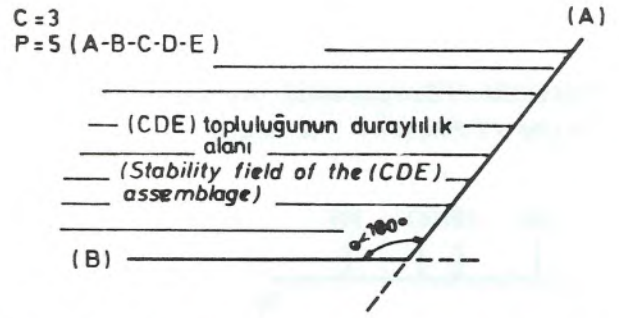 C=3
P=5 (A-B-C-D-E)
(A)
(CDE) topluluğunun duraylılık
alanı
(Stability field of the (CDE)
assemblage)
θ<180°
(B)